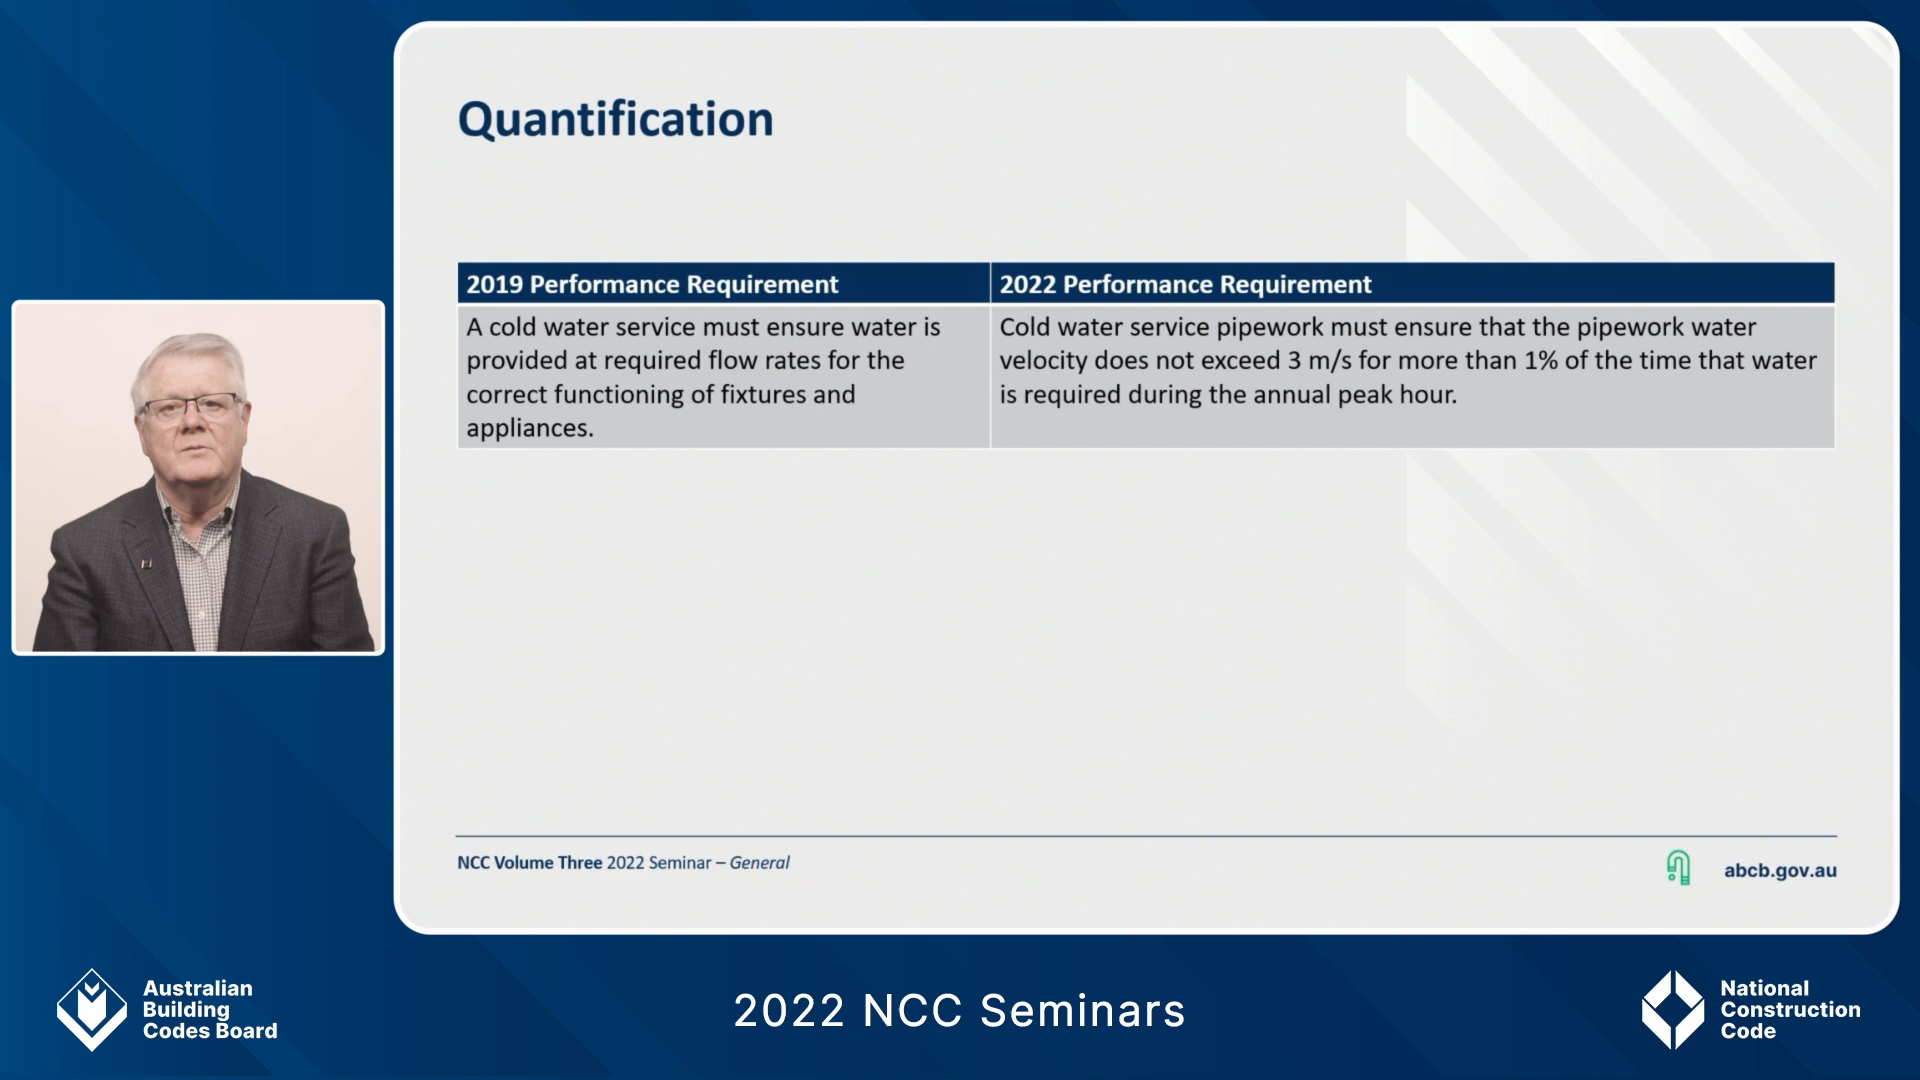 Quantification
2019 Performance Requirement
2022 Performance Requirement
A cold water service must ensure water is
provided at required flow rates for the
correct functioning of fixtures and
appliances.
Cold water service pipework must ensure that the pipework water
velocity does not exceed 3 m/s for more than 1% of the time that water
is required during the annual peak hour.
NCC Volume Three 2022 Seminar – General
abcb.gov.au
Australian
Building
Codes Board
2022 NCC Seminars
National
Construction
Code